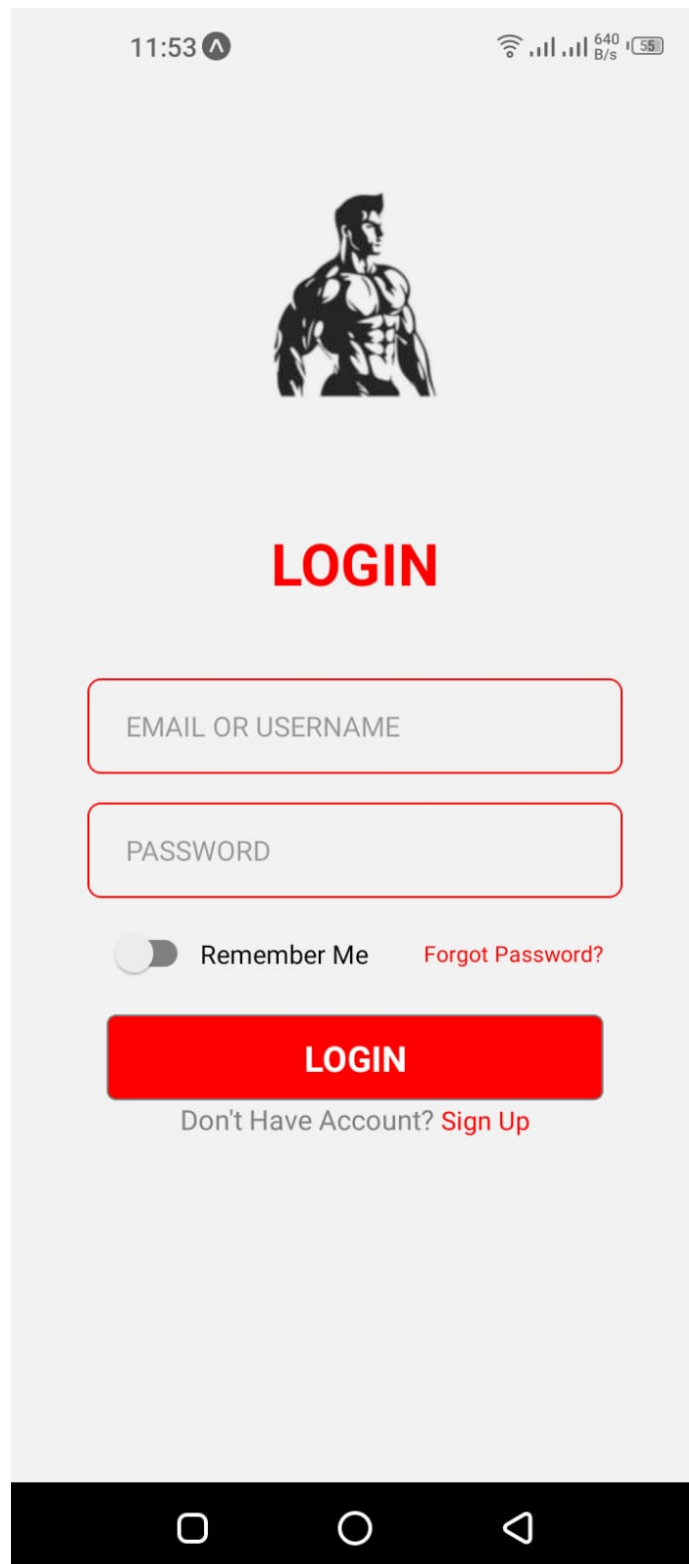 11:53 640 B/s 55
LOGIN
EMAIL OR USERNAME
PASSWORD
Remember Me Forgot Password?
LOGIN
Don't Have Account? Sign Up